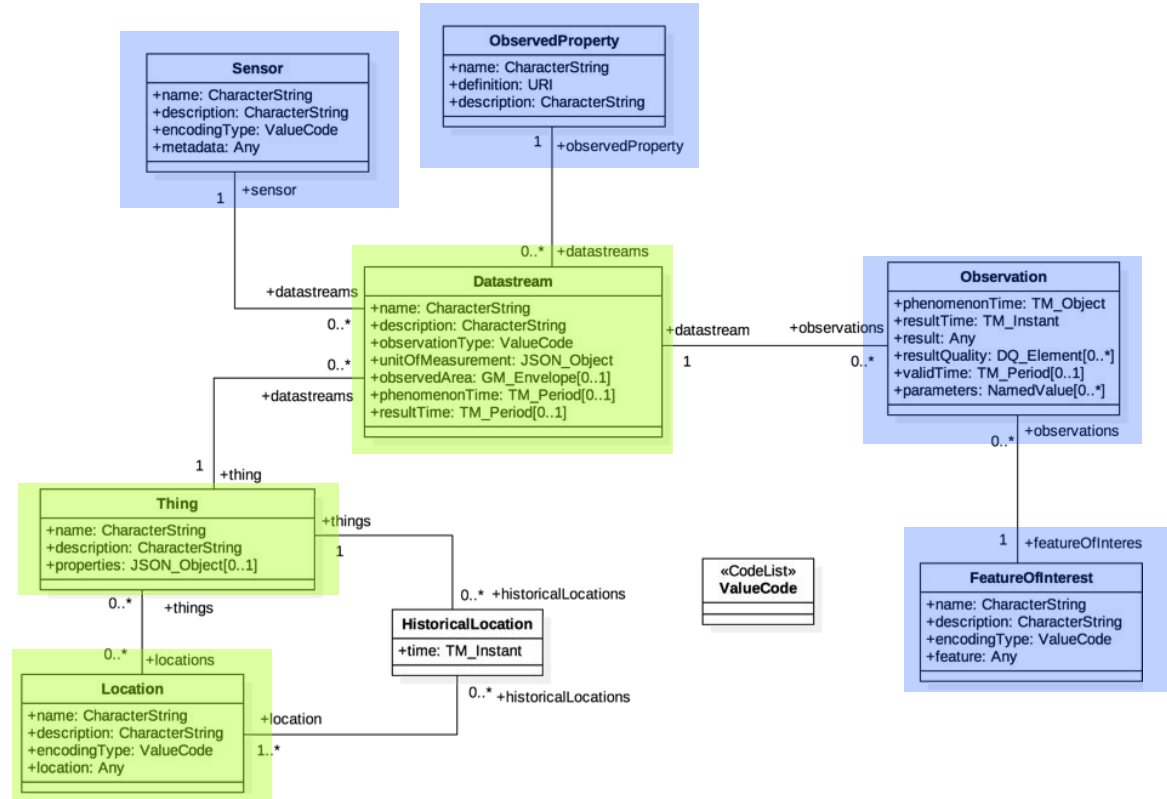 ObservedProperty
+name: CharacterString
+definition: URI
+description: CharacterString
1
+observedProperty
Sensor
+name: CharacterString
+description: CharacterString
+encodingType: ValueCode
+metadata: Any
1
+sensor
0..*
+datastreams
+datastreams
0..*
0..*
+datastreams
Datastream
+name: CharacterString
+description: CharacterString
+observationType: ValueCode
+unitOfMeasurement: JSON_Object
+observedArea: GM_Envelope[0..1]
+phenomenonTime: TM_Period[0..1]
+resultTime: TM_Period[0..1]
+datastream
1
+observations
0..*
Observation
+phenomenonTime: TM_Object
+resultTime: TM_Instant
+result: Any
+resultQuality: DQ_Element[0..*]
+validTime: TM_Period[0..1]
+parameters: NamedValue[0..*]
0..*
+observations
1
+thing
Thing
+name: CharacterString
+description: CharacterString
+properties: JSON_Object[0..1]
+things
1
0..*
+things
0..*
+historicalLocations
HistoricalLocation
+time: TM_Instant
0..*
+historicalLocations
«CodeList»
ValueCode
1
+featureOfInteres
FeatureOfInterest
+name: CharacterString
+description: CharacterString
+encodingType: ValueCode
+feature: Any
0..*
+locations
Location
+name: CharacterString
+description: CharacterString
+encodingType: ValueCode
+location: Any
+location
1..*